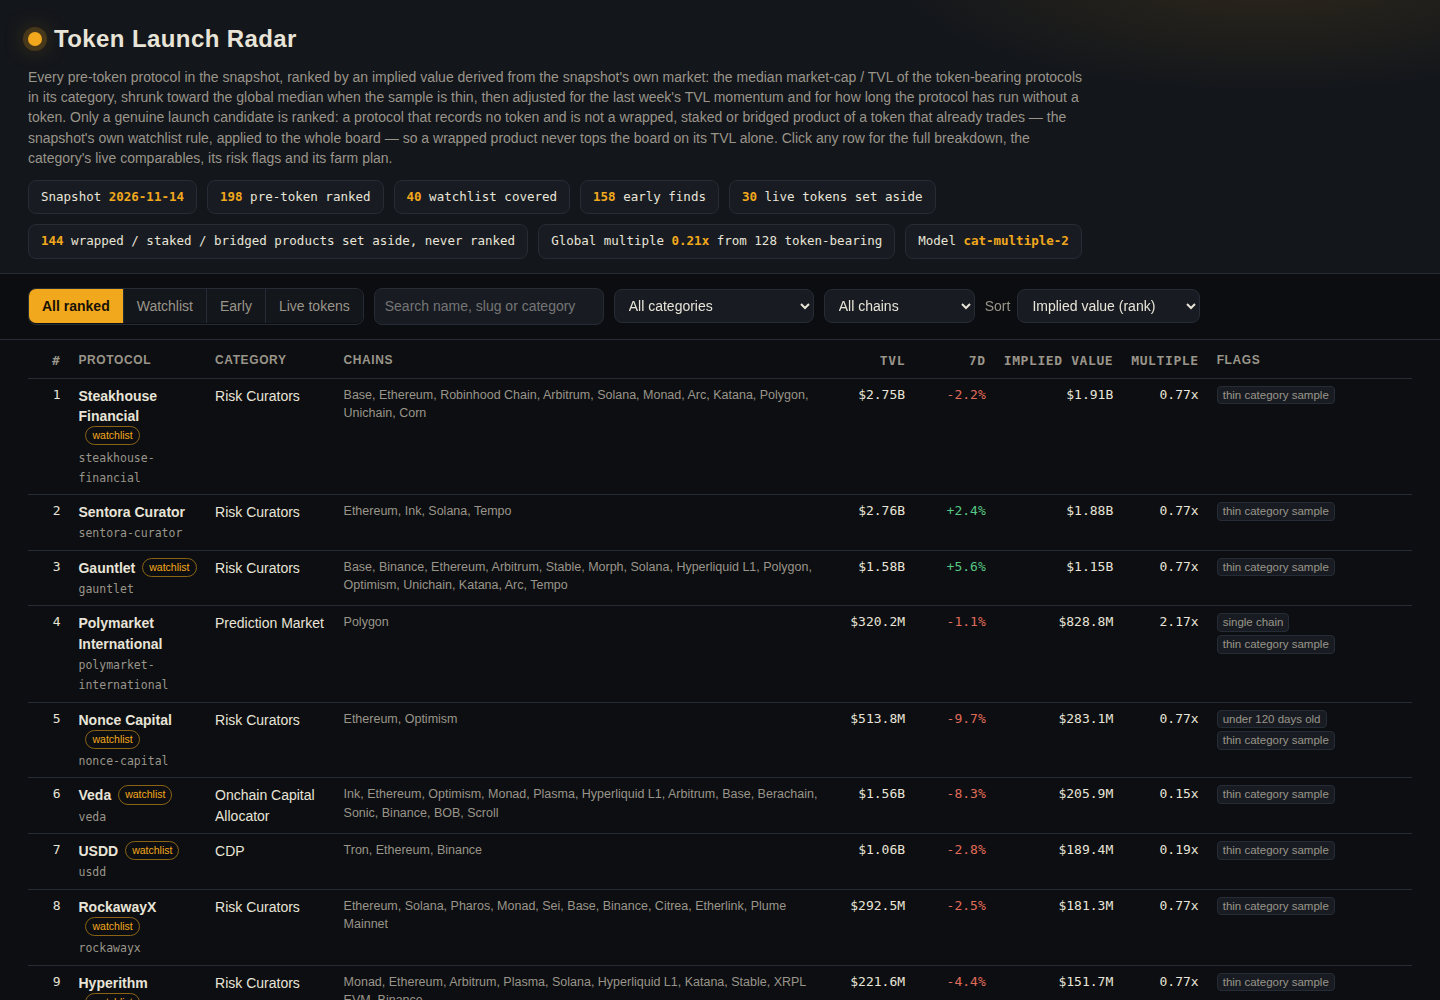 Token Launch Radar
Every pre-token protocol in the snapshot, ranked by an implied value derived from the snapshot's own market: the median market-cap / TVL of the token-bearing protocols
in its category, shrunk toward the global median when the sample is thin, then adjusted for the last week's TVL momentum and for how long the protocol has run without a
token. Only a genuine launch candidate is ranked: a protocol that records no token and is not a wrapped, staked or bridged product of a token that already trades — the
snapshot's own watchlist rule, applied to the whole board — so a wrapped product never tops the board on its TVL alone. Click any row for the full breakdown, the
category's live comparables, its risk flags and its farm plan.
Snapshot 2026-11-14 198 pre-token ranked 40 watchlist covered 158 early finds 30 live tokens set aside
144 wrapped / staked / bridged products set aside, never ranked Global multiple 0.21x from 128 token-bearing Model cat-multiple-2
All ranked Watchlist Early Live tokens Search name, slug or category All categories All chains Sort Implied value (rank)
# PROTOCOL CATEGORY CHAINS TVL 7D IMPLIED VALUE MULTIPLE FLAGS
1 Steakhouse Risk Curators Base, Ethereum, Robinhood Chain, Arbitrum, Solana, Monad, Arc, Katana, Polygon, $2.75B -2.2% $1.91B 0.77x thin category sample
Financial Unichain, Corn
watchlist
steakhouse-
financial
2 Sentora Curator Risk Curators Ethereum, Ink, Solana, Tempo $2.76B +2.4% $1.88B 0.77x thin category sample
sentora-curator
3 Gauntlet watchlist Risk Curators Base, Binance, Ethereum, Arbitrum, Stable, Morph, Solana, Hyperliquid L1, Polygon, $1.58B +5.6% $1.15B 0.77x thin category sample
gauntlet Optimism, Unichain, Katana, Arc, Tempo
4 Polymarket Prediction Market Polygon $320.2M -1.1% $828.8M 2.17x single chain
International thin category sample
polymarket-
international
5 Nonce Capital Risk Curators Ethereum, Optimism $513.8M -9.7% $283.1M 0.77x under 120 days old
watchlist thin category sample
nonce-capital
6 Veda watchlist Onchain Capital Ink, Ethereum, Optimism, Monad, Plasma, Hyperliquid L1, Arbitrum, Base, Berachain, $1.56B -8.3% $205.9M 0.15x thin category sample
veda Allocator Sonic, Binance, BOB, Scroll
7 USDD watchlist CDP Tron, Ethereum, Binance $1.06B -2.8% $189.4M 0.19x thin category sample
usdd
8 RockawayX Risk Curators Ethereum, Solana, Pharos, Monad, Sei, Base, Binance, Citrea, Etherlink, Plume $292.5M -2.5% $181.3M 0.77x thin category sample
watchlist Mainnet
rockawayx
9 Hyperithm Risk Curators Monad, Ethereum, Arbitrum, Plasma, Solana, Hyperliquid L1, Katana, Stable, XRPL $221.6M -4.4% $151.7M 0.77x thin category sample
EVM, Binance